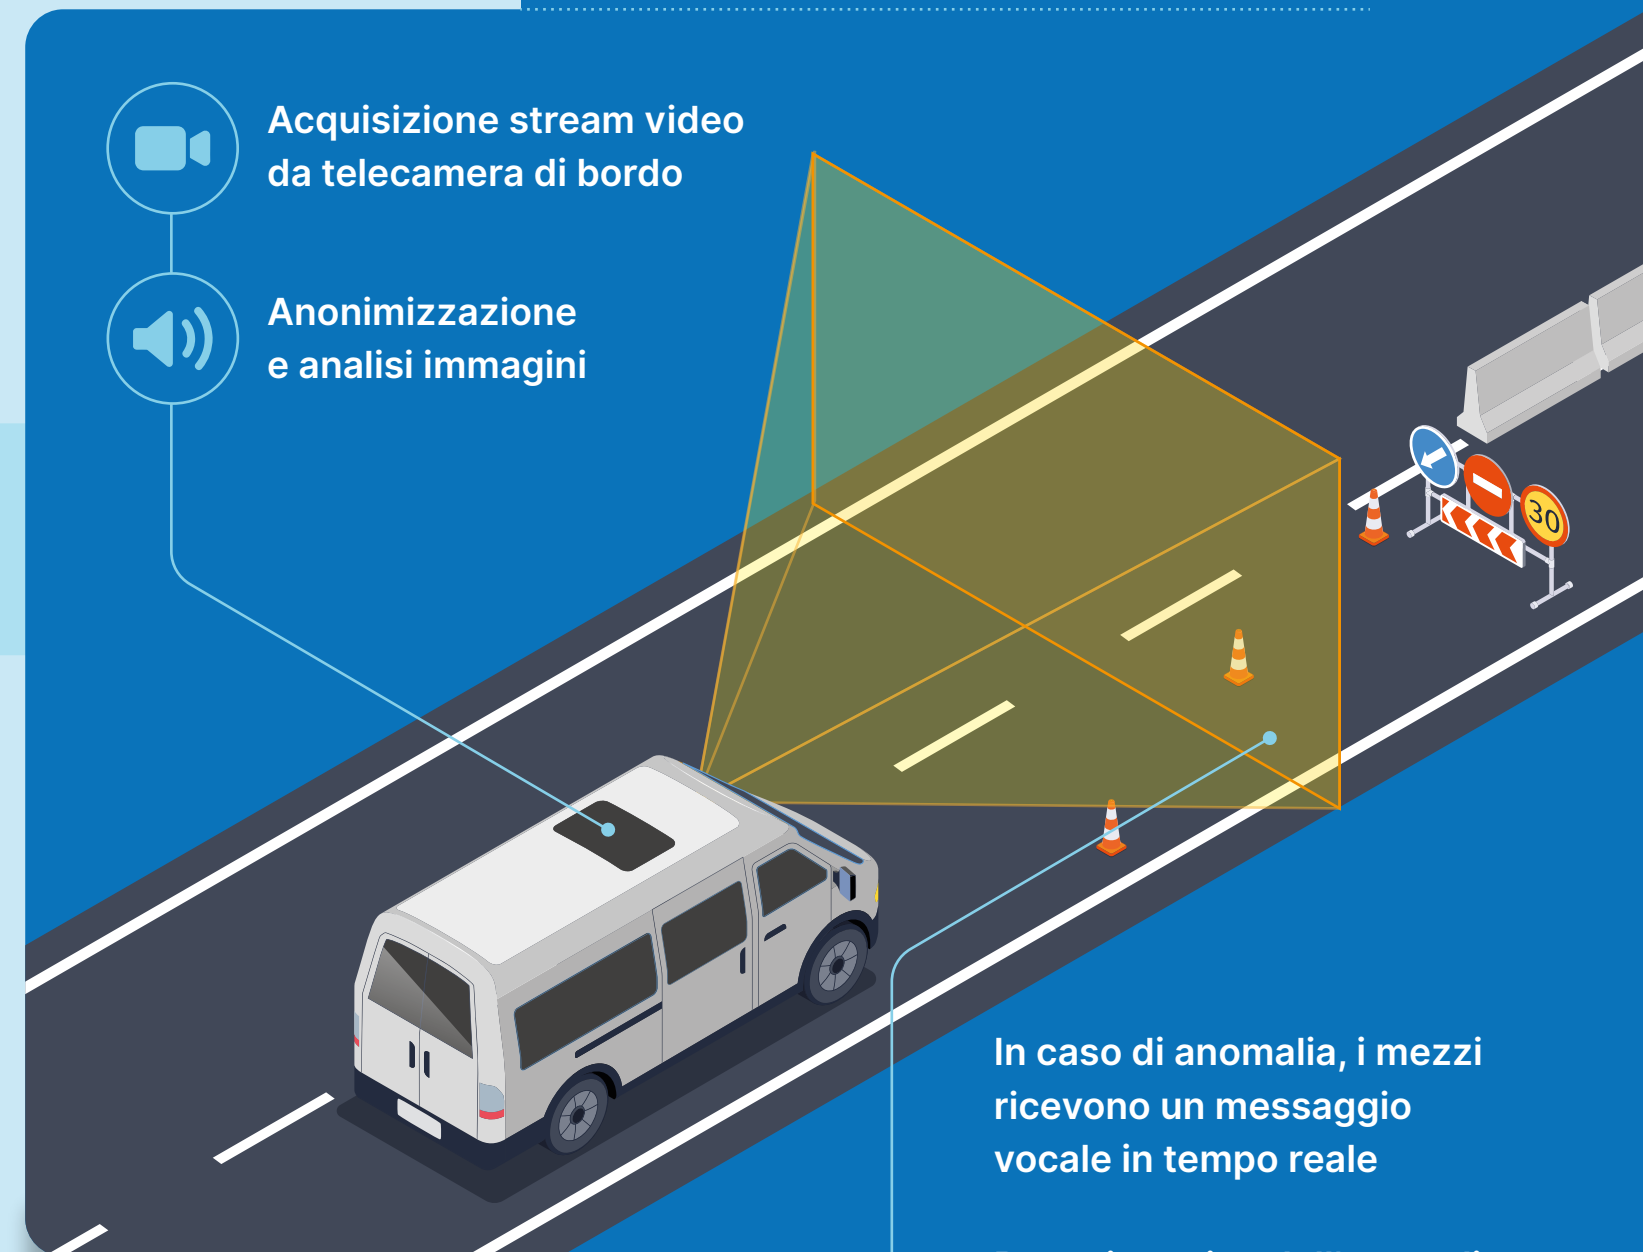 Acquisizione stream video
da telecamera di bordo
Anonimizzazione
e analisi immagini
30
In caso di anomalia, i mezzi
ricevono un messaggio
vocale in tempo reale